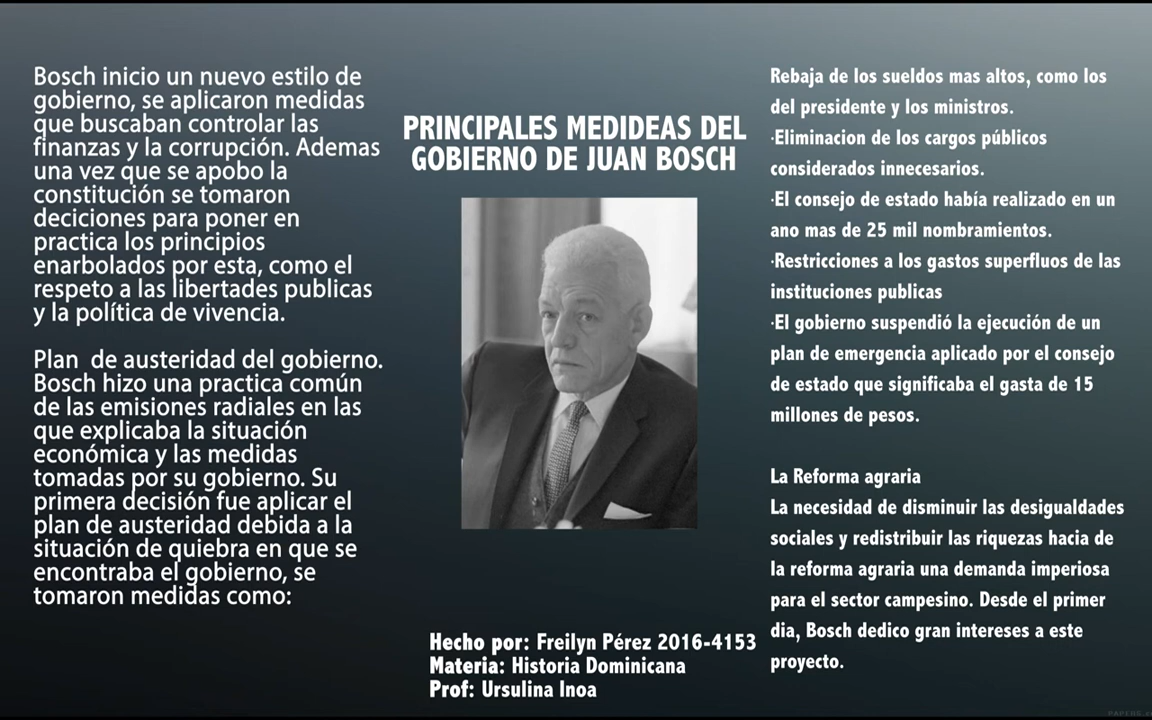 Bosch inicio un nuevo estilo de
gobierno, se aplicaron medidas
que buscaban controlar las
finanzas y la corrupción. Ademas
una vez que se apobo la
constitución se tomaron
deciciones para poner en
practica los principios
enarbolados por esta, como el
respeto a las libertades publicas
y la política de vivencia.
Plan de austeridad del gobierno.
Bosch hizo una practica común
de las emisiones radiales en las
que explicaba la situación
económica y las medidas
tomadas por su gobierno. Su
primera decisión fue aplicar el
plan de austeridad debida a la
situación de quiebra en que se
encontraba el gobierno, se
tomaron medidas como:
PRINCIPALES MEDIDEAS DEL
GOBIERNO DE JUAN BOSCH
Hecho por: Freilyn Pérez 2016-4153
Materia: Historia Dominicana
Prof: Ursulina Inoa
Rebaja de los sueldos mas altos, como los
del presidente y los ministros.
·Eliminacion de los cargos públicos
considerados innecesarios.
·El consejo de estado había realizado en un
ano mas de 25 mil nombramientos.
·Restricciones a los gastos superfluos de las
instituciones publicas
·El gobierno suspendió la ejecución de un
plan de emergencia aplicado por el consejo
de estado que significaba el gasta de 15
millones de pesos.
La Reforma agraria
La necesidad de disminuir las desigualdades
sociales y redistribuir las riquezas hacia de
la reforma agraria una demanda imperiosa
para el sector campesino. Desde el primer
dia, Bosch dedico gran intereses a este
proyecto.